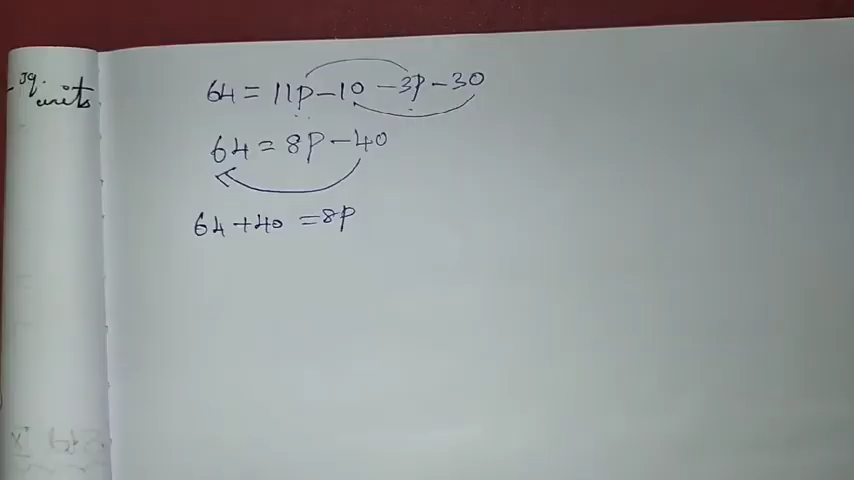 sq.
units
64 = 11p - 10 - 3p - 30
64 = 8p - 40
64 + 40 = 8p